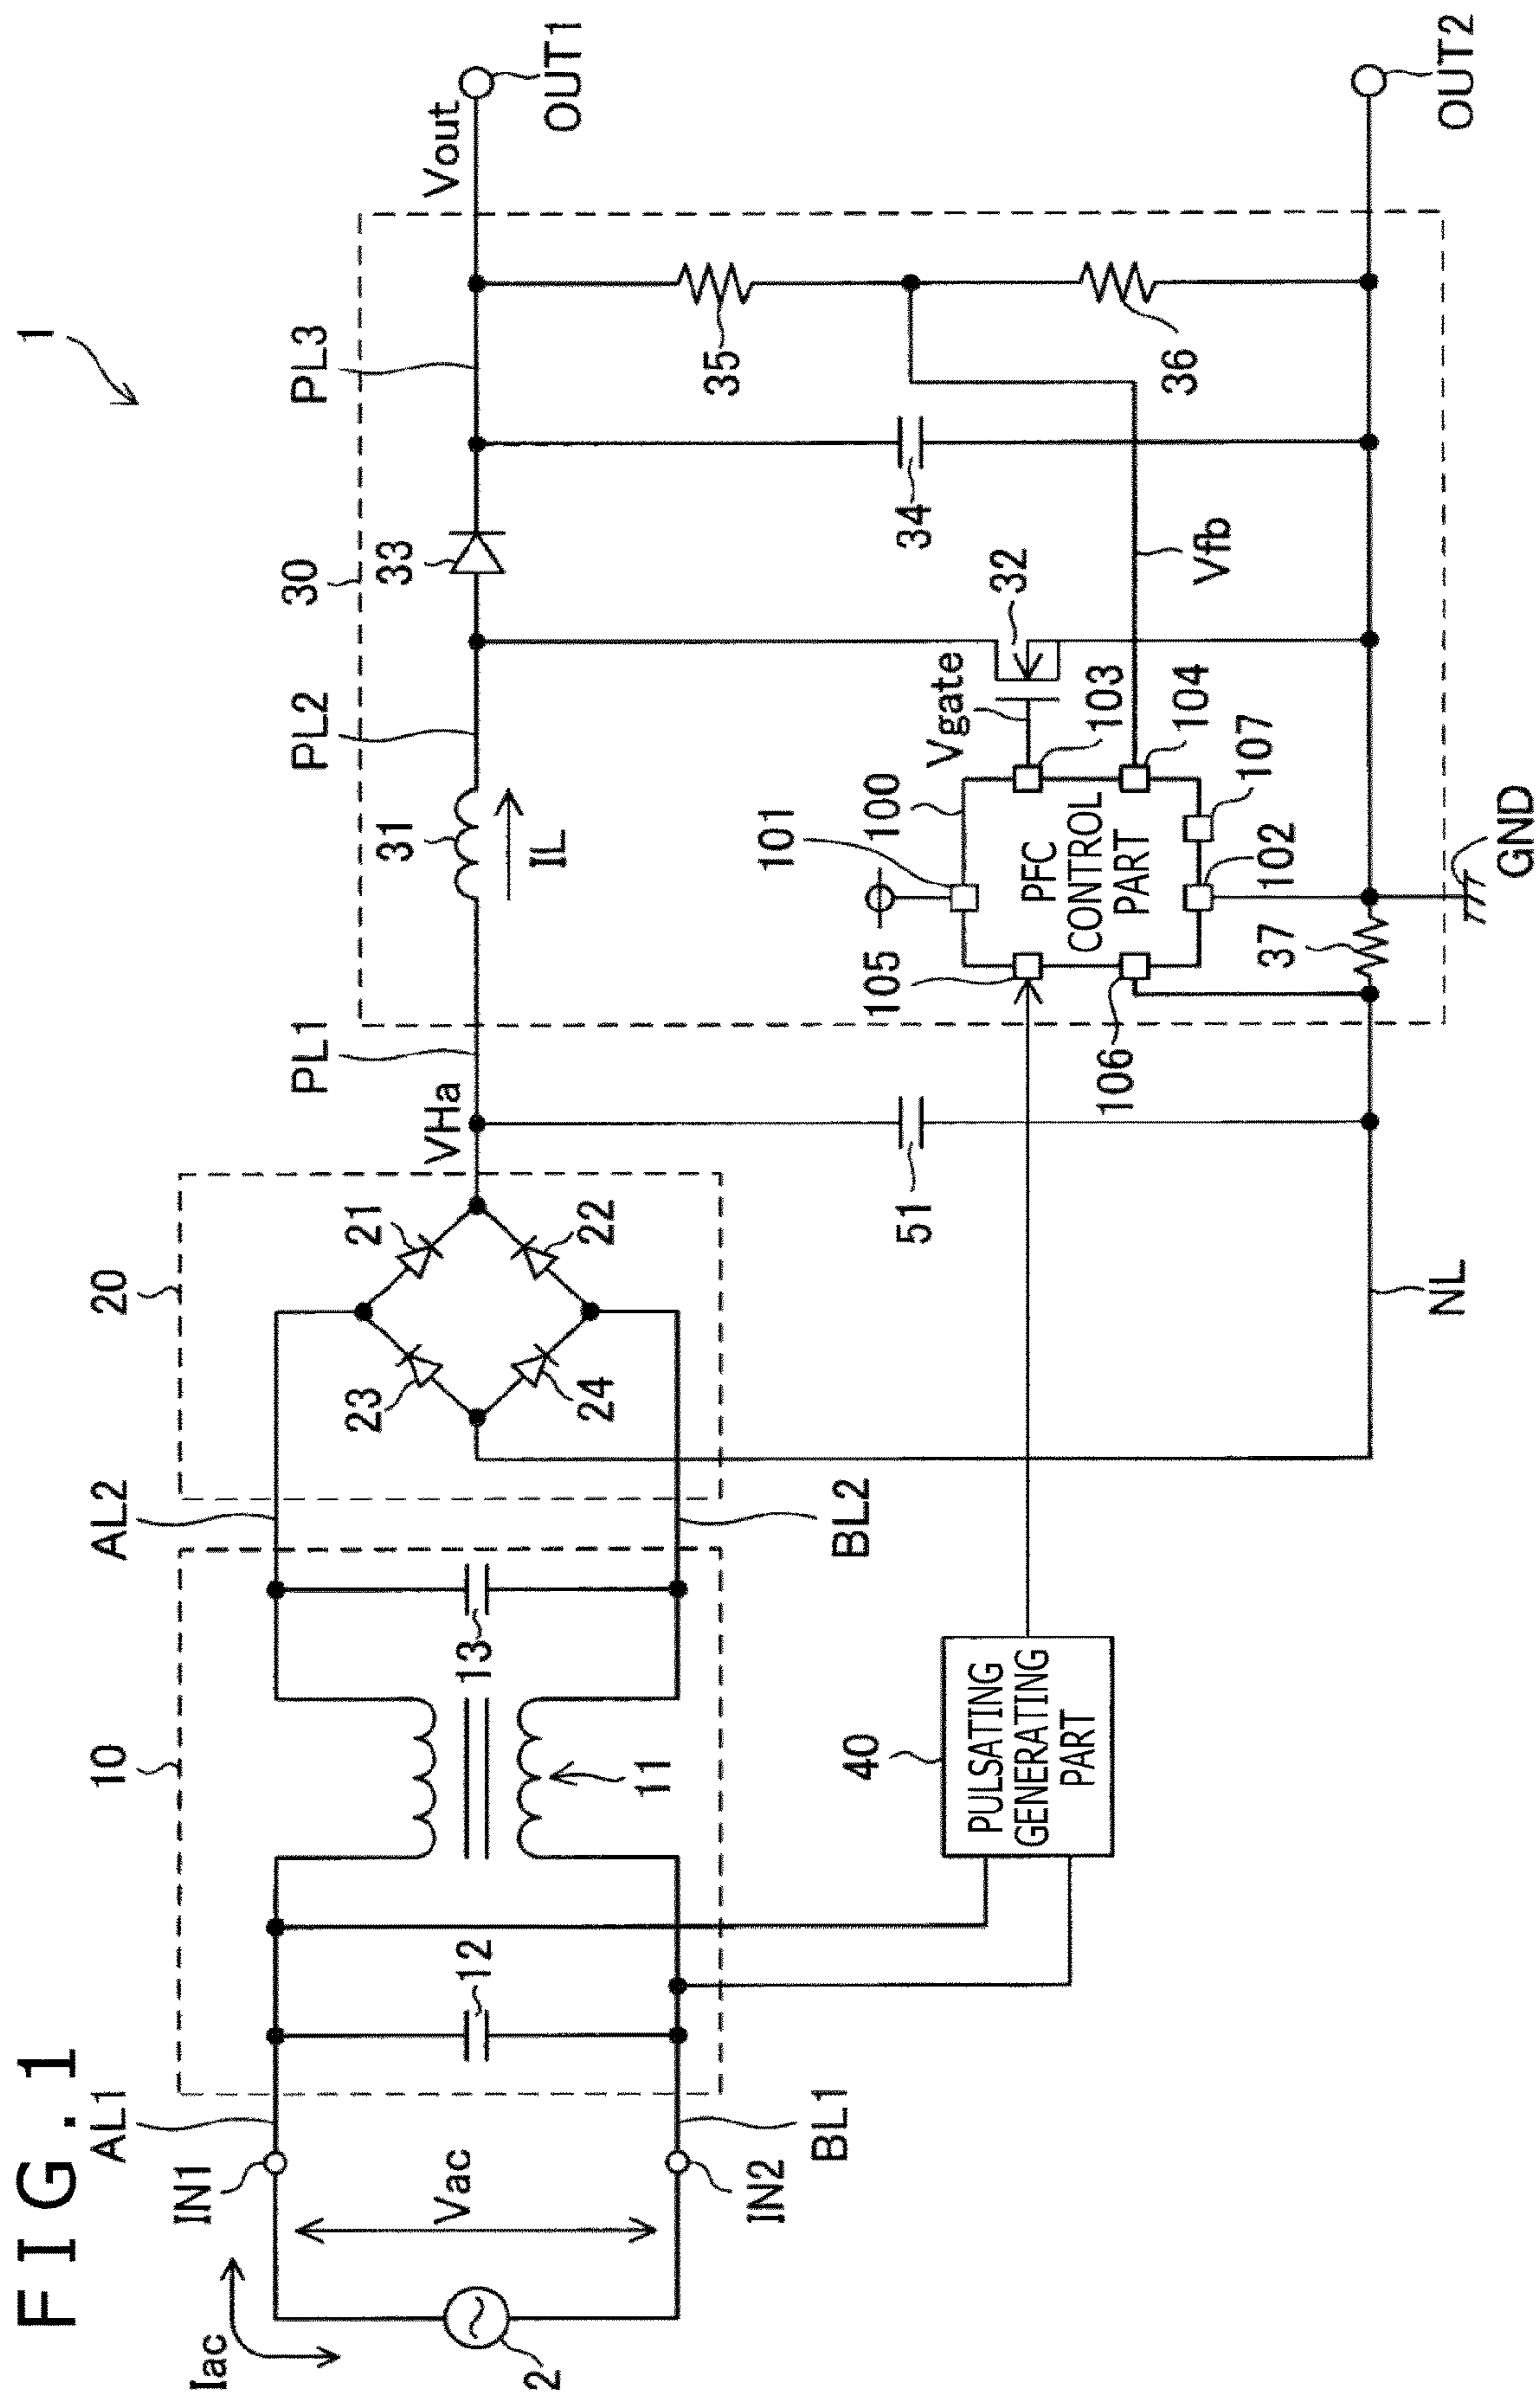 FIG. 1
1
Iac
2
Vac
IN1
IN2
AL1
BL1
10
12
11
13
AL2
BL2
20
21
22
23
24
VHa
PL1
51
NL
40
PULSATING
GENERATING
PART
30
31
IL
PL2
33
PL3
Vout
OUT1
OUT2
35
36
34
32
Vgate
Vfb
100
101
102
103
104
105
106
107
PFC
CONTROL
PART
37
GND